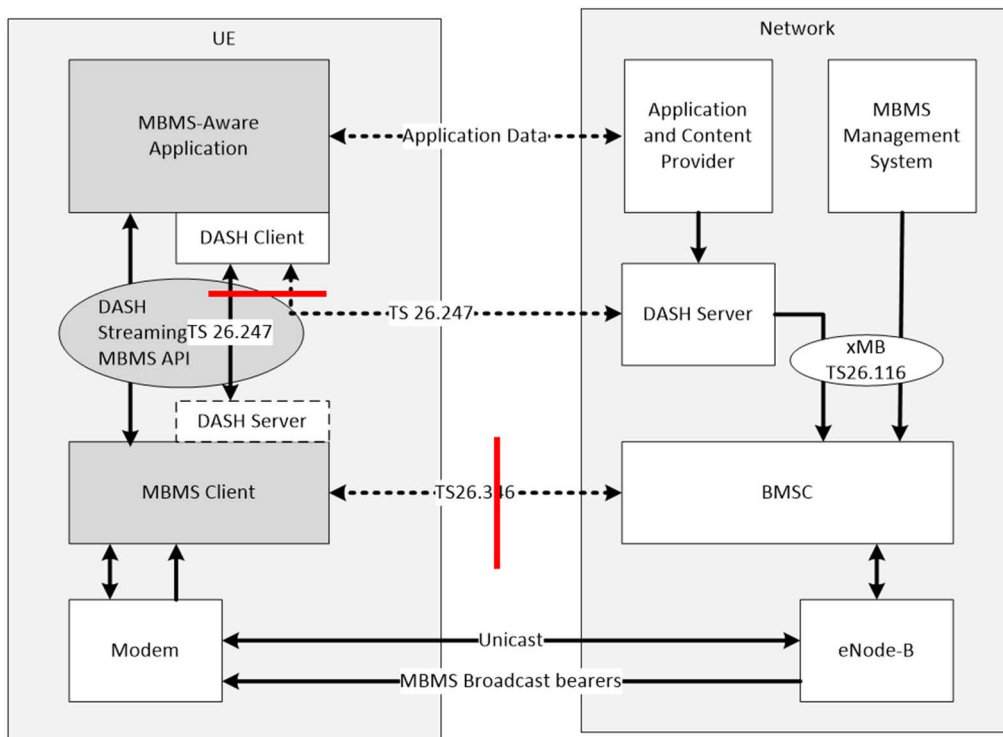 UE
Network
MBMS-Aware
Application
Application Data
Application
and Content
Provider
MBMS
Management
System
DASH Client
DASH
Streaming
MBMS API
TS 26.247
TS 26.247
DASH Server
xMB
TS26.116
DASH Server
MBMS Client
TS26.346
BMSC
Modem
Unicast
eNode-B
MBMS Broadcast bearers